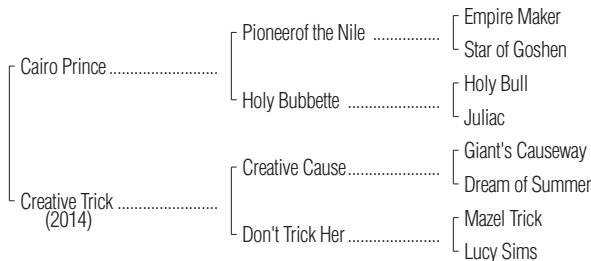 Empire Maker
Pioneerof the Nile ................
Star of Goshen
Cairo Prince ..........................
Holy Bull
Holy Bubbette ......................
Juliac
Giant's Causeway
Creative Cause......................
Dream of Summer
Creative Trick ........................
(2014)
Mazel Trick
Don't Trick Her ......................
Lucy Sims